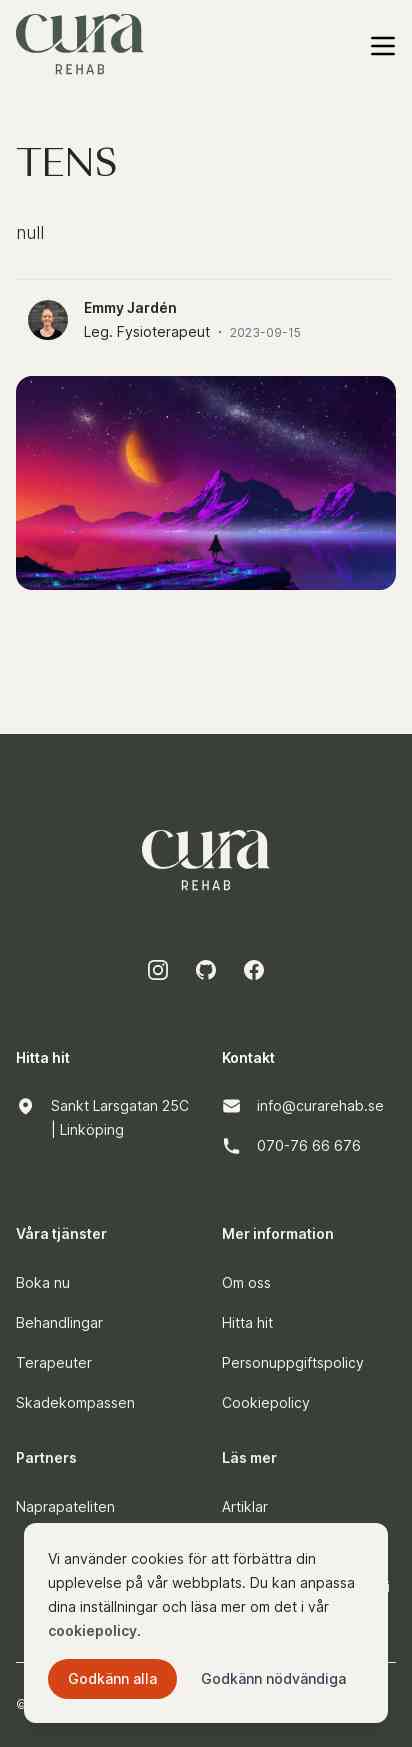 cura
REHAB
TENS
null
Emmy Jardén
Leg. Fysioterapeut · 2023-09-15
cura
REHAB
Hitta hit
Sankt Larsgatan 25C
| Linköping
Kontakt
info@curarehab.se
070-76 66 676
Våra tjänster
Boka nu
Behandlingar
Terapeuter
Skadekompassen
Mer information
Om oss
Hitta hit
Personuppgiftspolicy
Cookiepolicy
Partners
Naprapateliten
Läs mer
Artiklar
Vi använder cookies för att förbättra din
upplevelse på vår webbplats. Du kan anpassa
dina inställningar och läsa mer om det i vår
cookiepolicy.
Godkänn alla
Godkänn nödvändiga
©